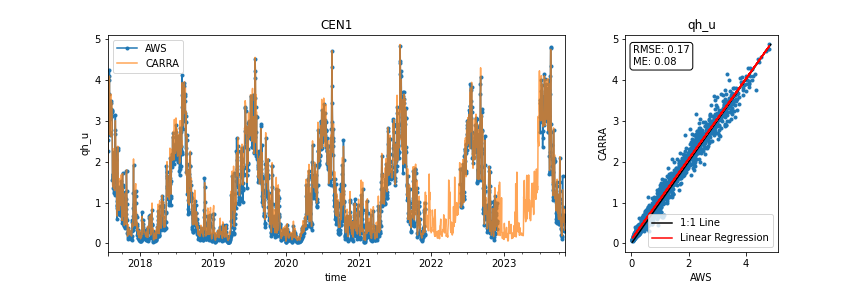 CEN1
qh_u
5
4
3
2
1
0
AWS
CARRA
2018
2019
2020
2021
2022
2023
time
qh_u
CARRA
5
4
3
2
1
0
RMSE: 0.17
ME: 0.08
1:1 Line
Linear Regression
0
2
4
AWS